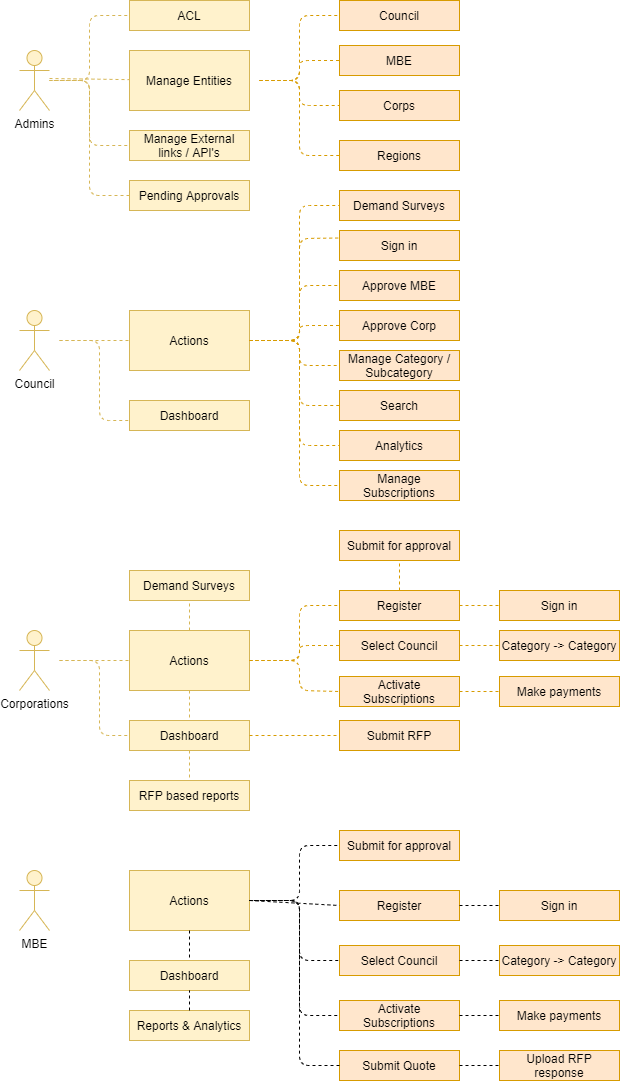 ACL
Council
Manage Entities
MBE
Corps
Admins
Manage External
links / API's
Regions
Pending Approvals
Demand Surveys
Sign in
Approve MBE
Approve Corp
Actions
Manage Category /
Subcategory
Council
Dashboard
Search
Analytics
Manage
Subscriptions
Submit for approval
Demand Surveys
Register
Sign in
Actions
Select Council
Category -> Category
Corporations
Activate
Subscriptions
Make payments
Dashboard
Submit RFP
RFP based reports
Submit for approval
Actions
Register
Sign in
MBE
Select Council
Category -> Category
Dashboard
Activate
Subscriptions
Make payments
Reports & Analytics
Submit Quote
Upload RFP
response